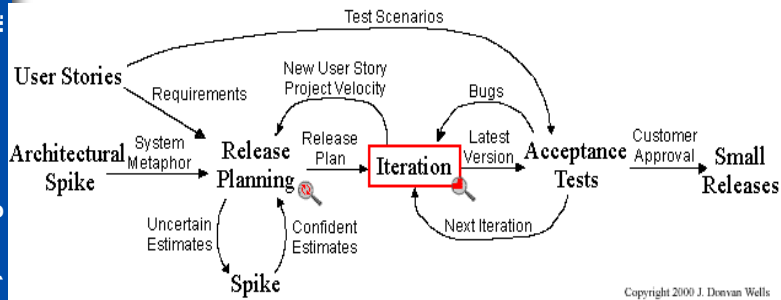 Test Scenarios
User Stories
Requirements
New User Story
Project Velocity
Bugs
Architectural
Spike
System
Metaphor
Release
Planning
Release
Plan
Iteration
Latest
Version
Acceptance
Tests
Customer
Approval
Small
Releases
Uncertain
Estimates
Confident
Estimates
Next Iteration
Spike
Copyright 2000 J. Donvan Wells